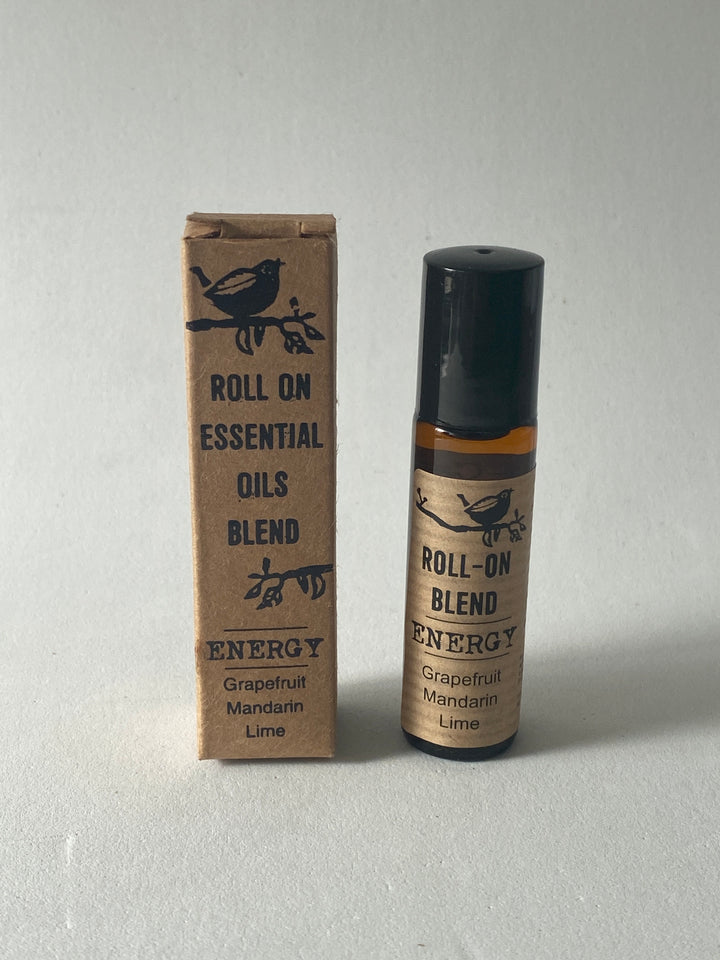 ROLL ON
ESSENTIAL
OILS
BLEND
ENERGY
Grapefruit
Mandarin
Lime
ROLL-ON
BLEND
ENERGY
Grapefruit
Mandarin
Lime